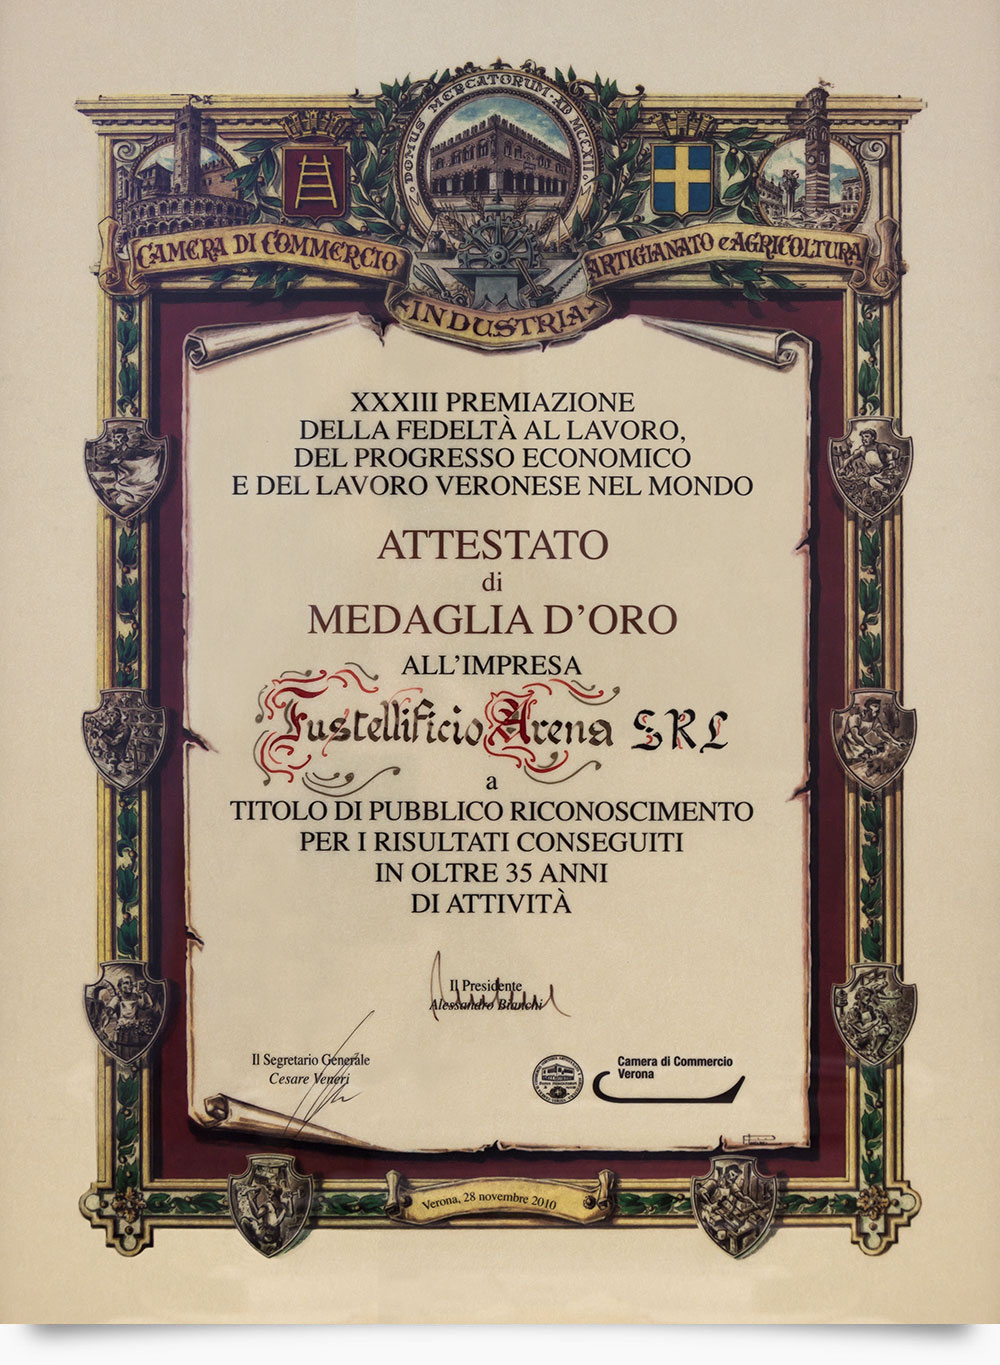 DOMUS MERCATORUM · AD MCCXIII
CAMERA DI COMMERCIO
INDUSTRIA
ARTIGIANATO e AGRICOLTURA
XXXIII PREMIAZIONE
DELLA FEDELTÀ AL LAVORO,
DEL PROGRESSO ECONOMICO
E DEL LAVORO VERONESE NEL MONDO
ATTESTATO
di
MEDAGLIA D’ORO
ALL’IMPRESA
Fustellificio Arena SRL
a
TITOLO DI PUBBLICO RICONOSCIMENTO
PER I RISULTATI CONSEGUITI
IN OLTRE 35 ANNI
DI ATTIVITÀ
Il Presidente
Alessandro Bianchi
Il Segretario Generale
Cesare Veneri
Camera di Commercio
Verona
Verona, 28 novembre 2010